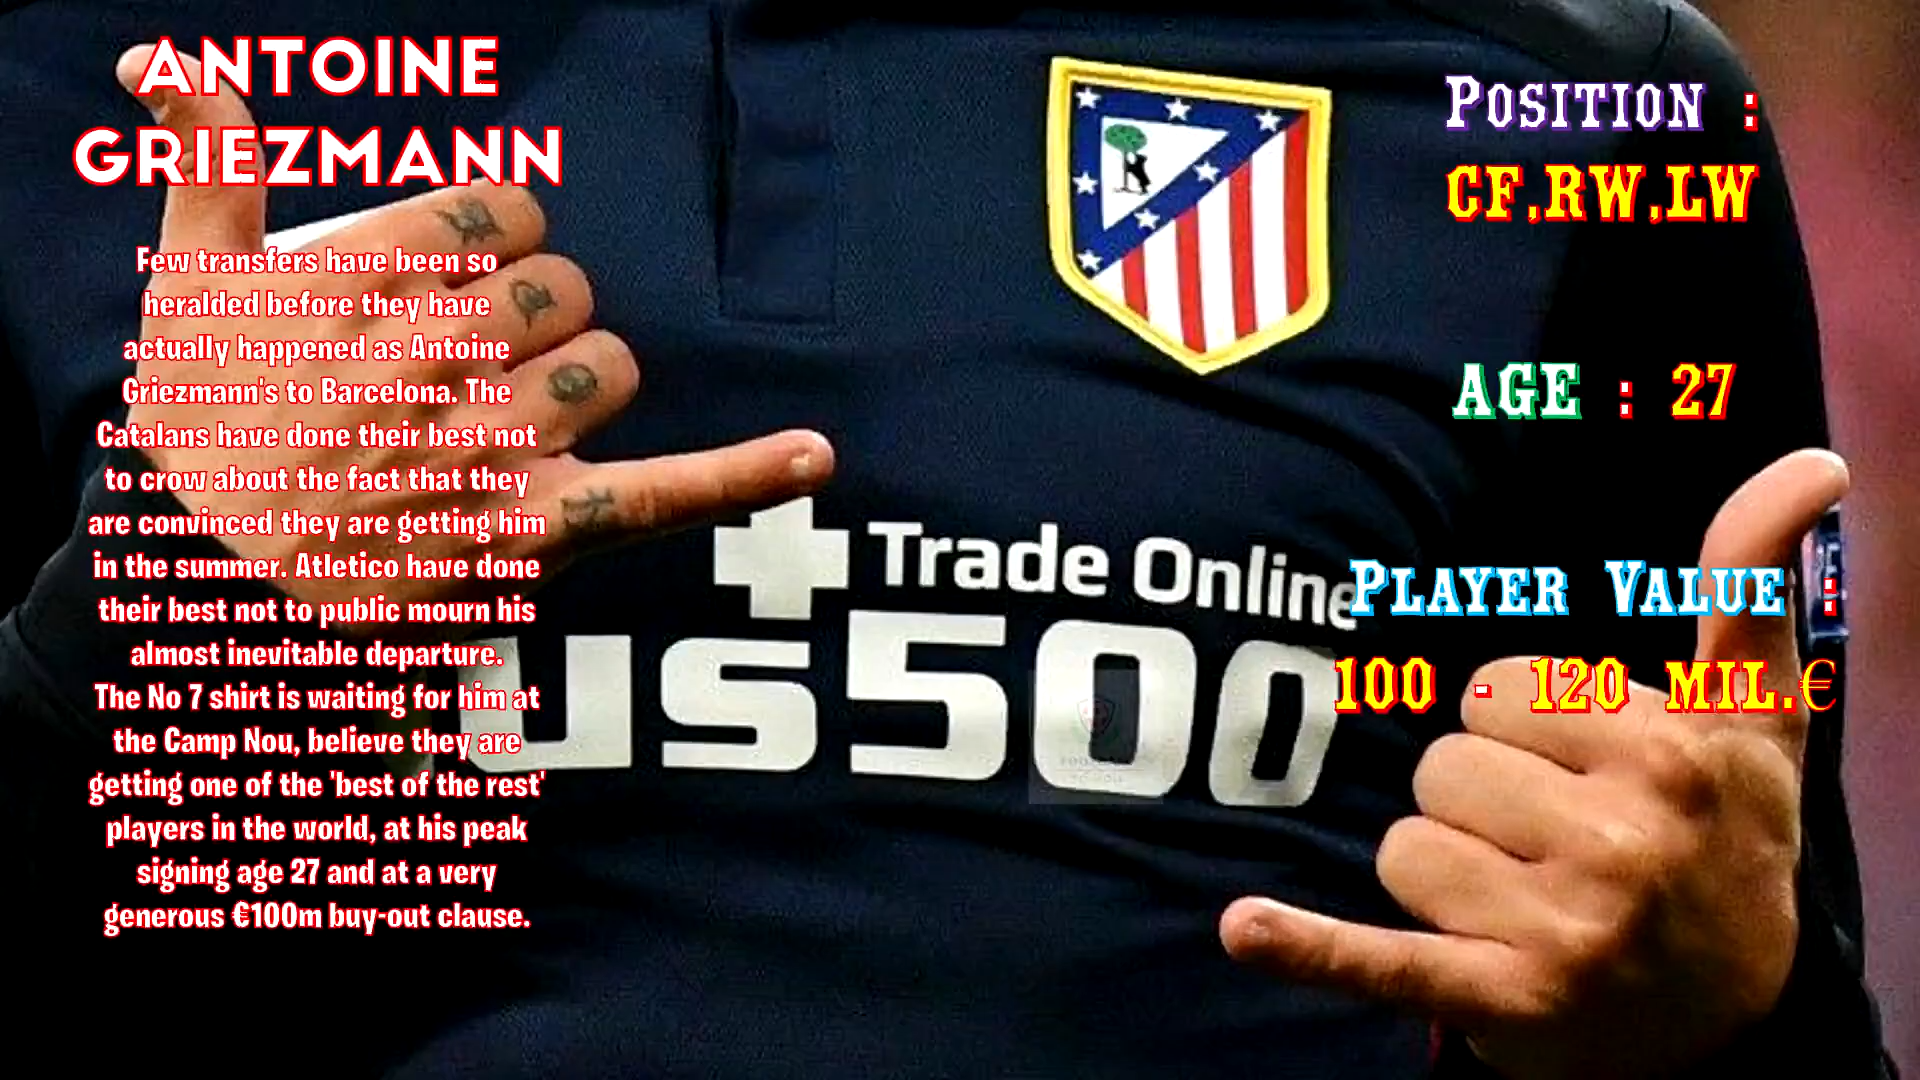 ANTOINE
GRIEZMANN
Few transfers have been so
heralded before they have
actually happened as Antoine
Griezmann's to Barcelona. The
Catalans have done their best not
to crow about the fact that they
are convinced they are getting him
in the summer. Atletico have done
their best not to public mourn his
almost inevitable departure.
The No 7 shirt is waiting for him at
the Camp Nou, believe they are
getting one of the 'best of the rest'
players in the world, at his peak
signing age 27 and at a very
generous €100m buy-out clause.
Trade Online
us500
POSITION :
CF,RW,LW
AGE : 27
PLAYER VALUE :
100 - 120 MIL.€